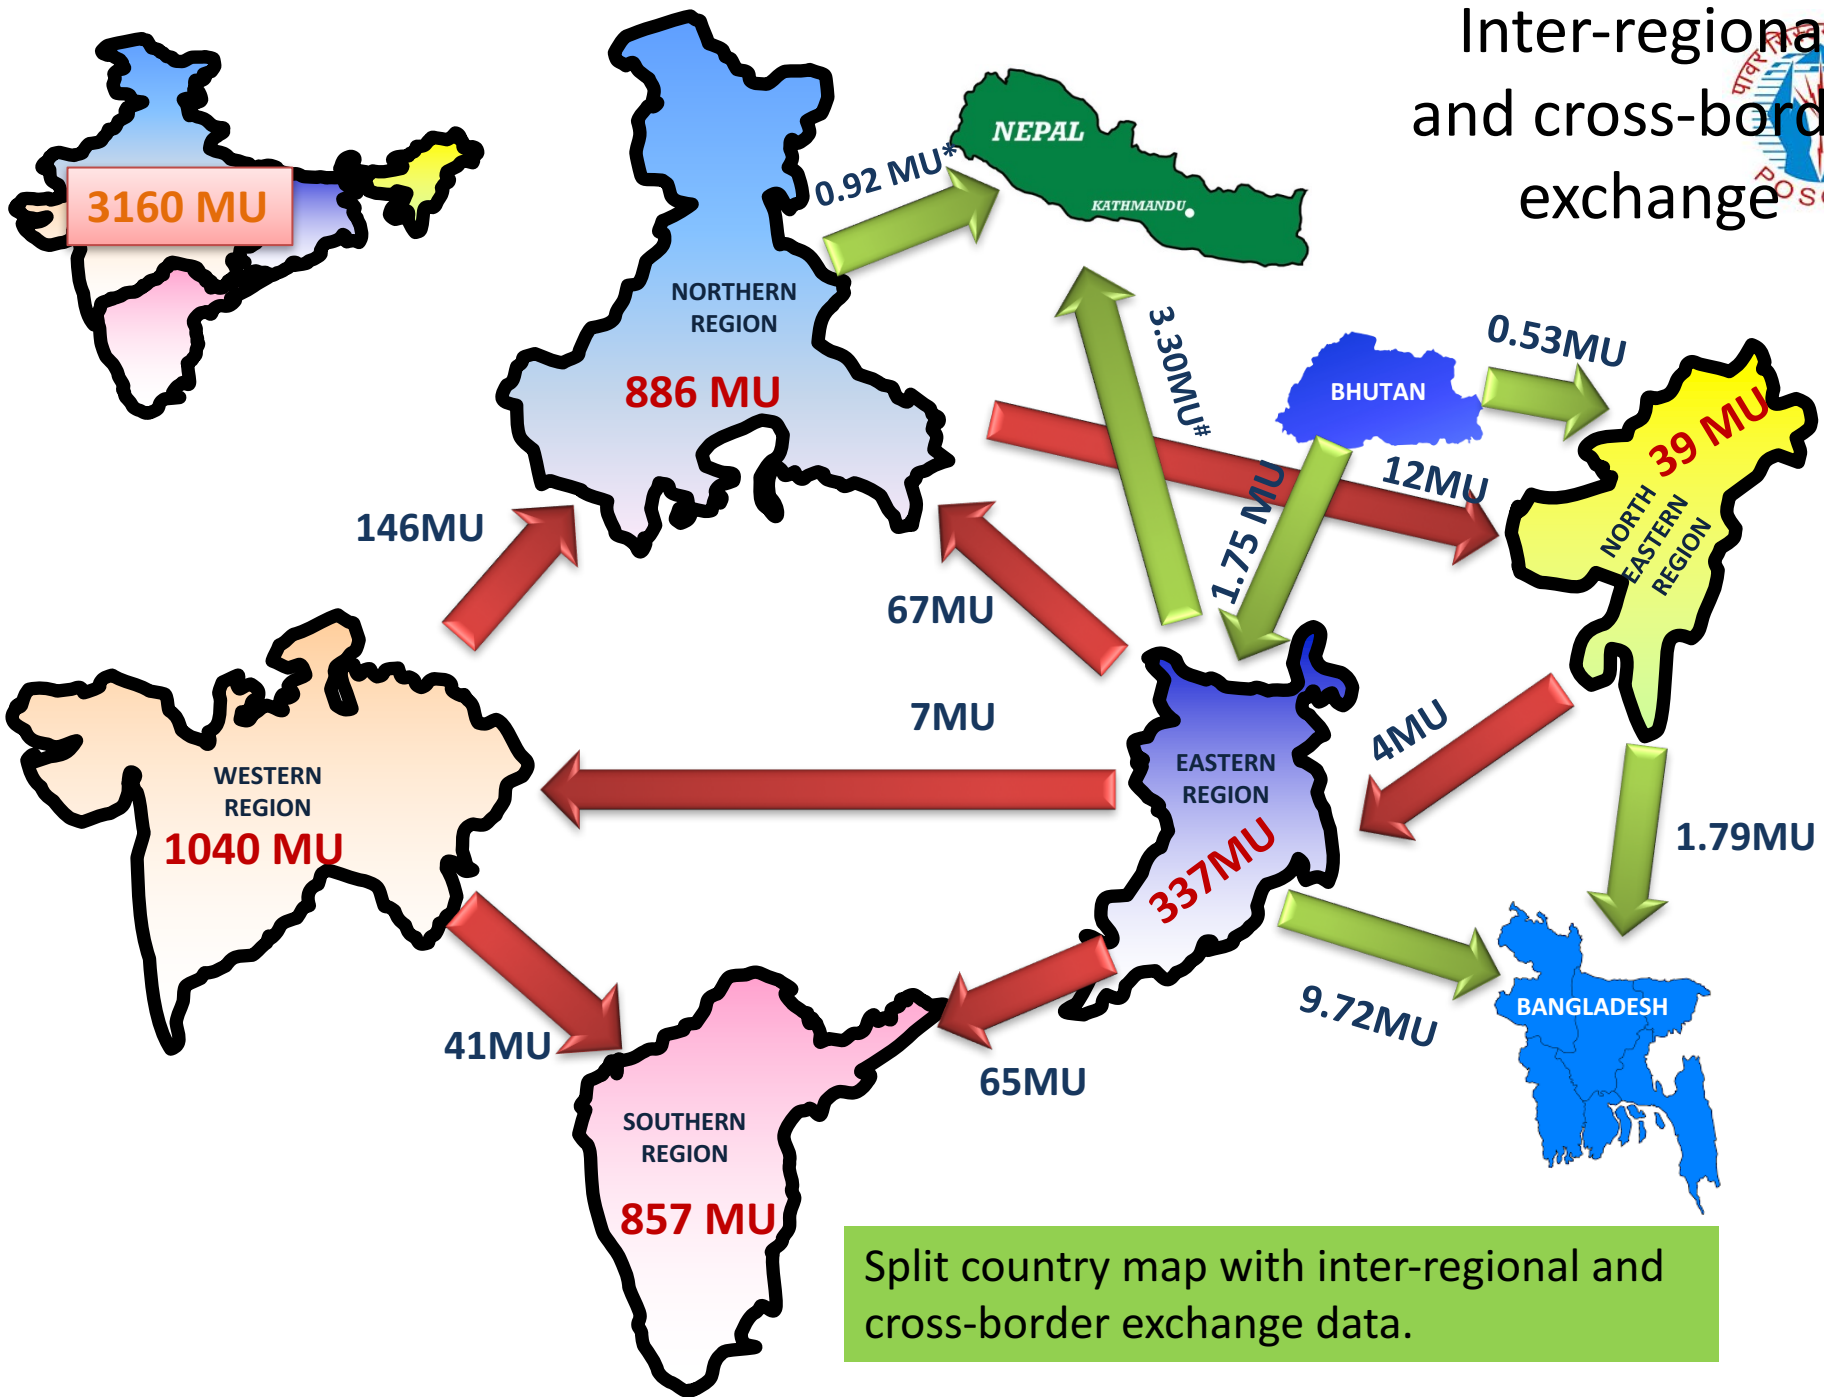 Inter-regiona
and cross-bord
exchange
3160 MU
NEPAL
KATHMANDU
0.92 MU*
NORTHERN
REGION
886 MU
3.30MU#
BHUTAN
0.53MU
39 MU
NORTH
EASTERN
REGION
12MU
1.75 MU
146MU
67MU
7MU
4MU
WESTERN
REGION
1040 MU
EASTERN
REGION
337MU
1.79MU
9.72MU
BANGLADESH
41MU
65MU
SOUTHERN
REGION
857 MU
Split country map with inter-regional and
cross-border exchange data.